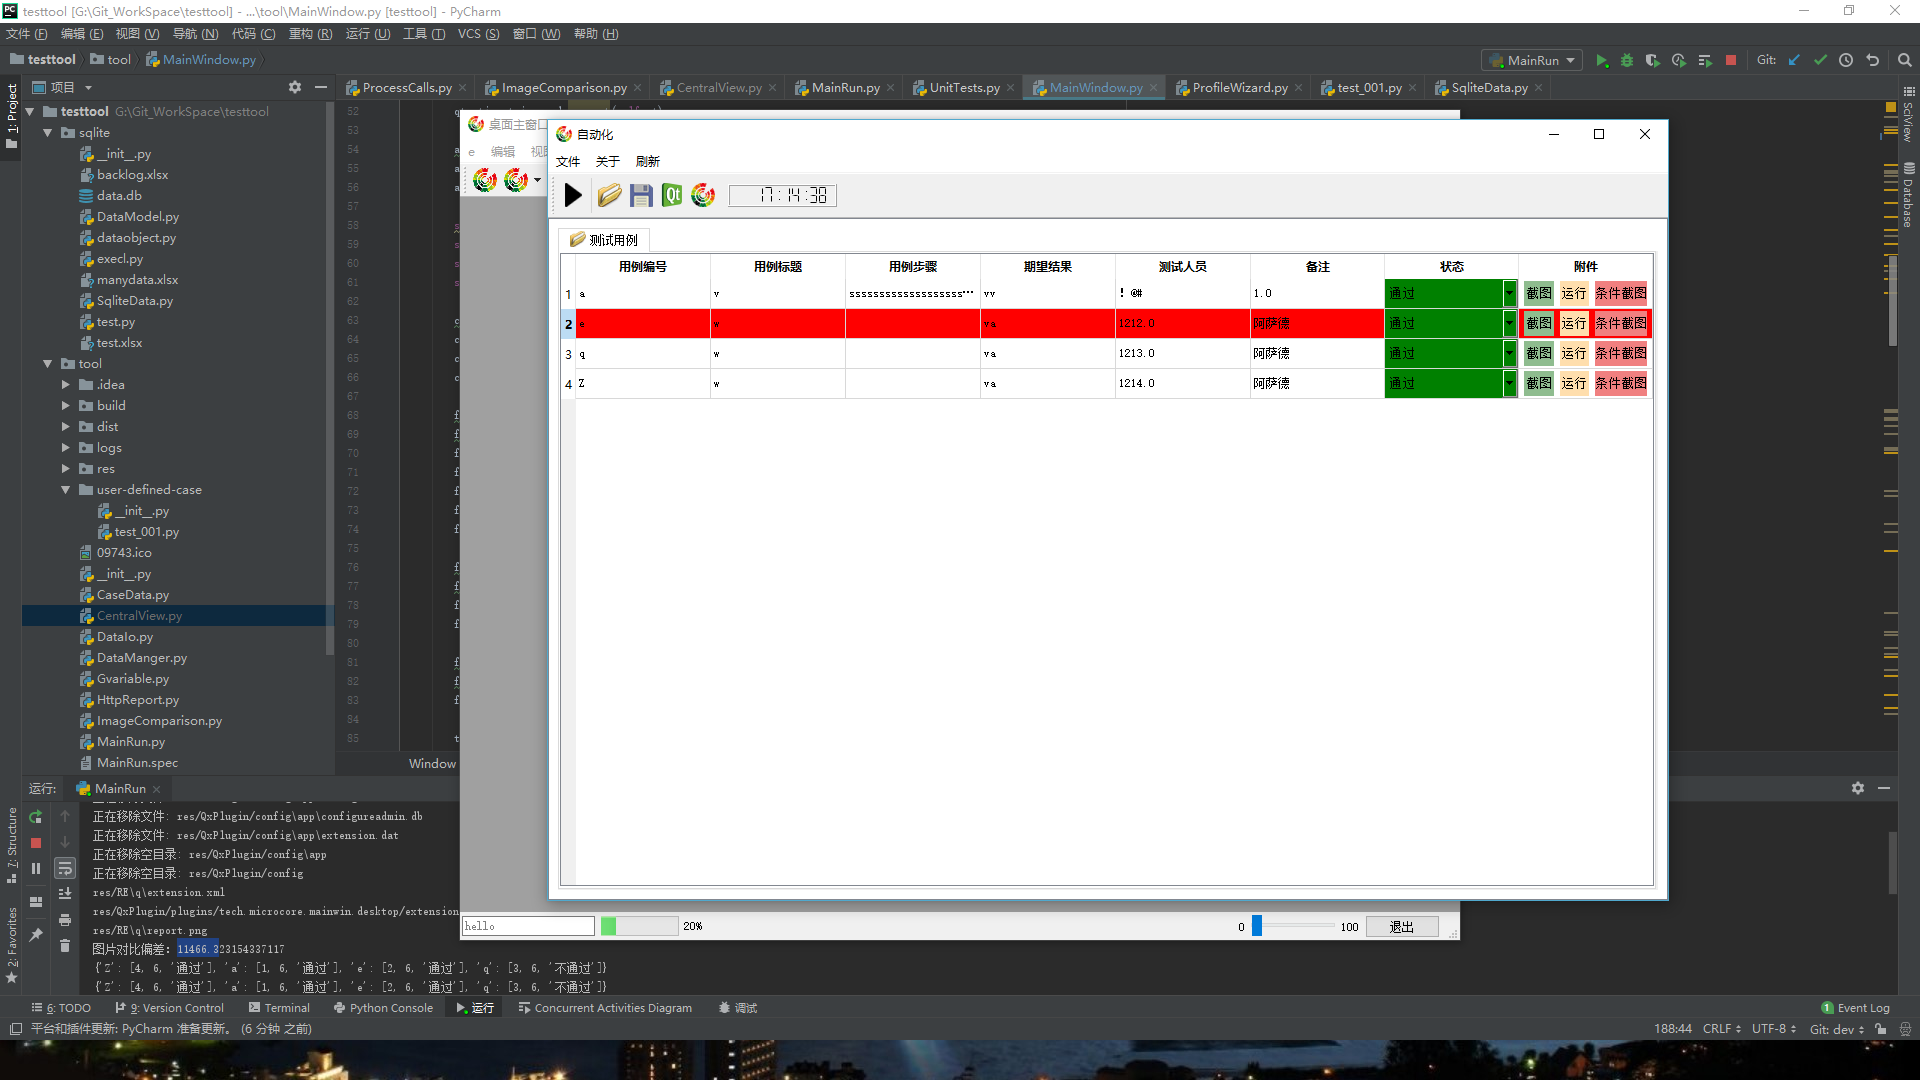 testtool [G:\Git_WorkSpace\testtool] - ...\tool\MainWindow.py [testtool] - PyCharm
文件 (F) 编辑 (E) 视图 (V) 导航 (N) 代码 (C) 重构 (R) 运行 (U) 工具 (T) VCS (S) 窗口 (W) 帮助 (H)
testtool tool MainWindow.py MainRun Git:
项目 ProcessCalls.py ImageComparison.py CentralView.py MainRun.py UnitTests.py MainWindow.py ProfileWizard.py test_001.py SqliteData.py
1: Project
7: Structure
2: Favorites
SciView
Database
testtool G:\Git_WorkSpace\testtool
sqlite
__init__.py
backlog.xlsx
data.db
DataModel.py
dataobject.py
execl.py
manydata.xlsx
SqliteData.py
test.py
test.xlsx
tool
.idea
build
dist
logs
res
user-defined-case
__init__.py
test_001.py
09743.ico
__init__.py
CaseData.py
CentralView.py
DataIo.py
DataManger.py
Gvariable.py
HttpReport.py
ImageComparison.py
MainRun.py
MainRun.spec
52
53
54
55
56
57
58
59
60
61
62
63
64
65
66
67
68
69
70
71
72
73
74
75
76
77
78
79
80
81
82
83
84
85
Window
桌面主窗口
e 编辑
自动化
文件 关于 刷新
17:14:38
测试用例
用例编号 用例标题 用例步骤 期望结果 测试人员 备注 状态 附件
1 a v sssssssssssssssssss… vv ! @# 1.0 通过 截图 运行 条件截图
2 e w va 1212.0 阿萨德 通过 截图 运行 条件截图
3 q w va 1213.0 阿萨德 通过 截图 运行 条件截图
4 Z w va 1214.0 阿萨德 通过 截图 运行 条件截图
hello 20% 0 100 退出
运行: MainRun
正在移除文件: res/QxPlugin/config\app\configureadmin.db
正在移除文件: res/QxPlugin/config\app\extension.dat
正在移除空目录: res/QxPlugin/config\app
正在移除空目录: res/QxPlugin/config
res/RE\q\extension.xml
res/QxPlugin/plugins/tech.microcore.mainwin.desktop/extension
res/RE\q\report.png
图片对比偏差: 11466.323154337117
{'Z': [4, 6, '通过'], 'a': [1, 6, '通过'], 'e': [2, 6, '通过'], 'q': [3, 6, '不通过']}
{'Z': [4, 6, '通过'], 'a': [1, 6, '通过'], 'e': [2, 6, '通过'], 'q': [3, 6, '不通过']}
6: TODO 9: Version Control Terminal Python Console 运行 Concurrent Activities Diagram 调试 1 Event Log
平台和插件更新: PyCharm 准备更新。 (6 分钟 之前) 188:44 CRLF UTF-8 Git: dev